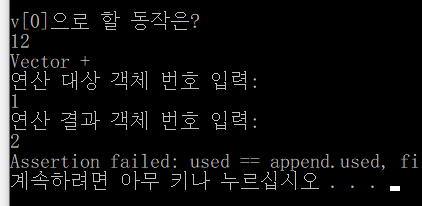 v[0]으로 할 동작은?
12
Vector +
연산 대상 객체 번호 입력:
1
연산 결과 객체 번호 입력:
2
Assertion failed: used == append.used, fi
계속하려면 아무 키나 누르십시오 . . .